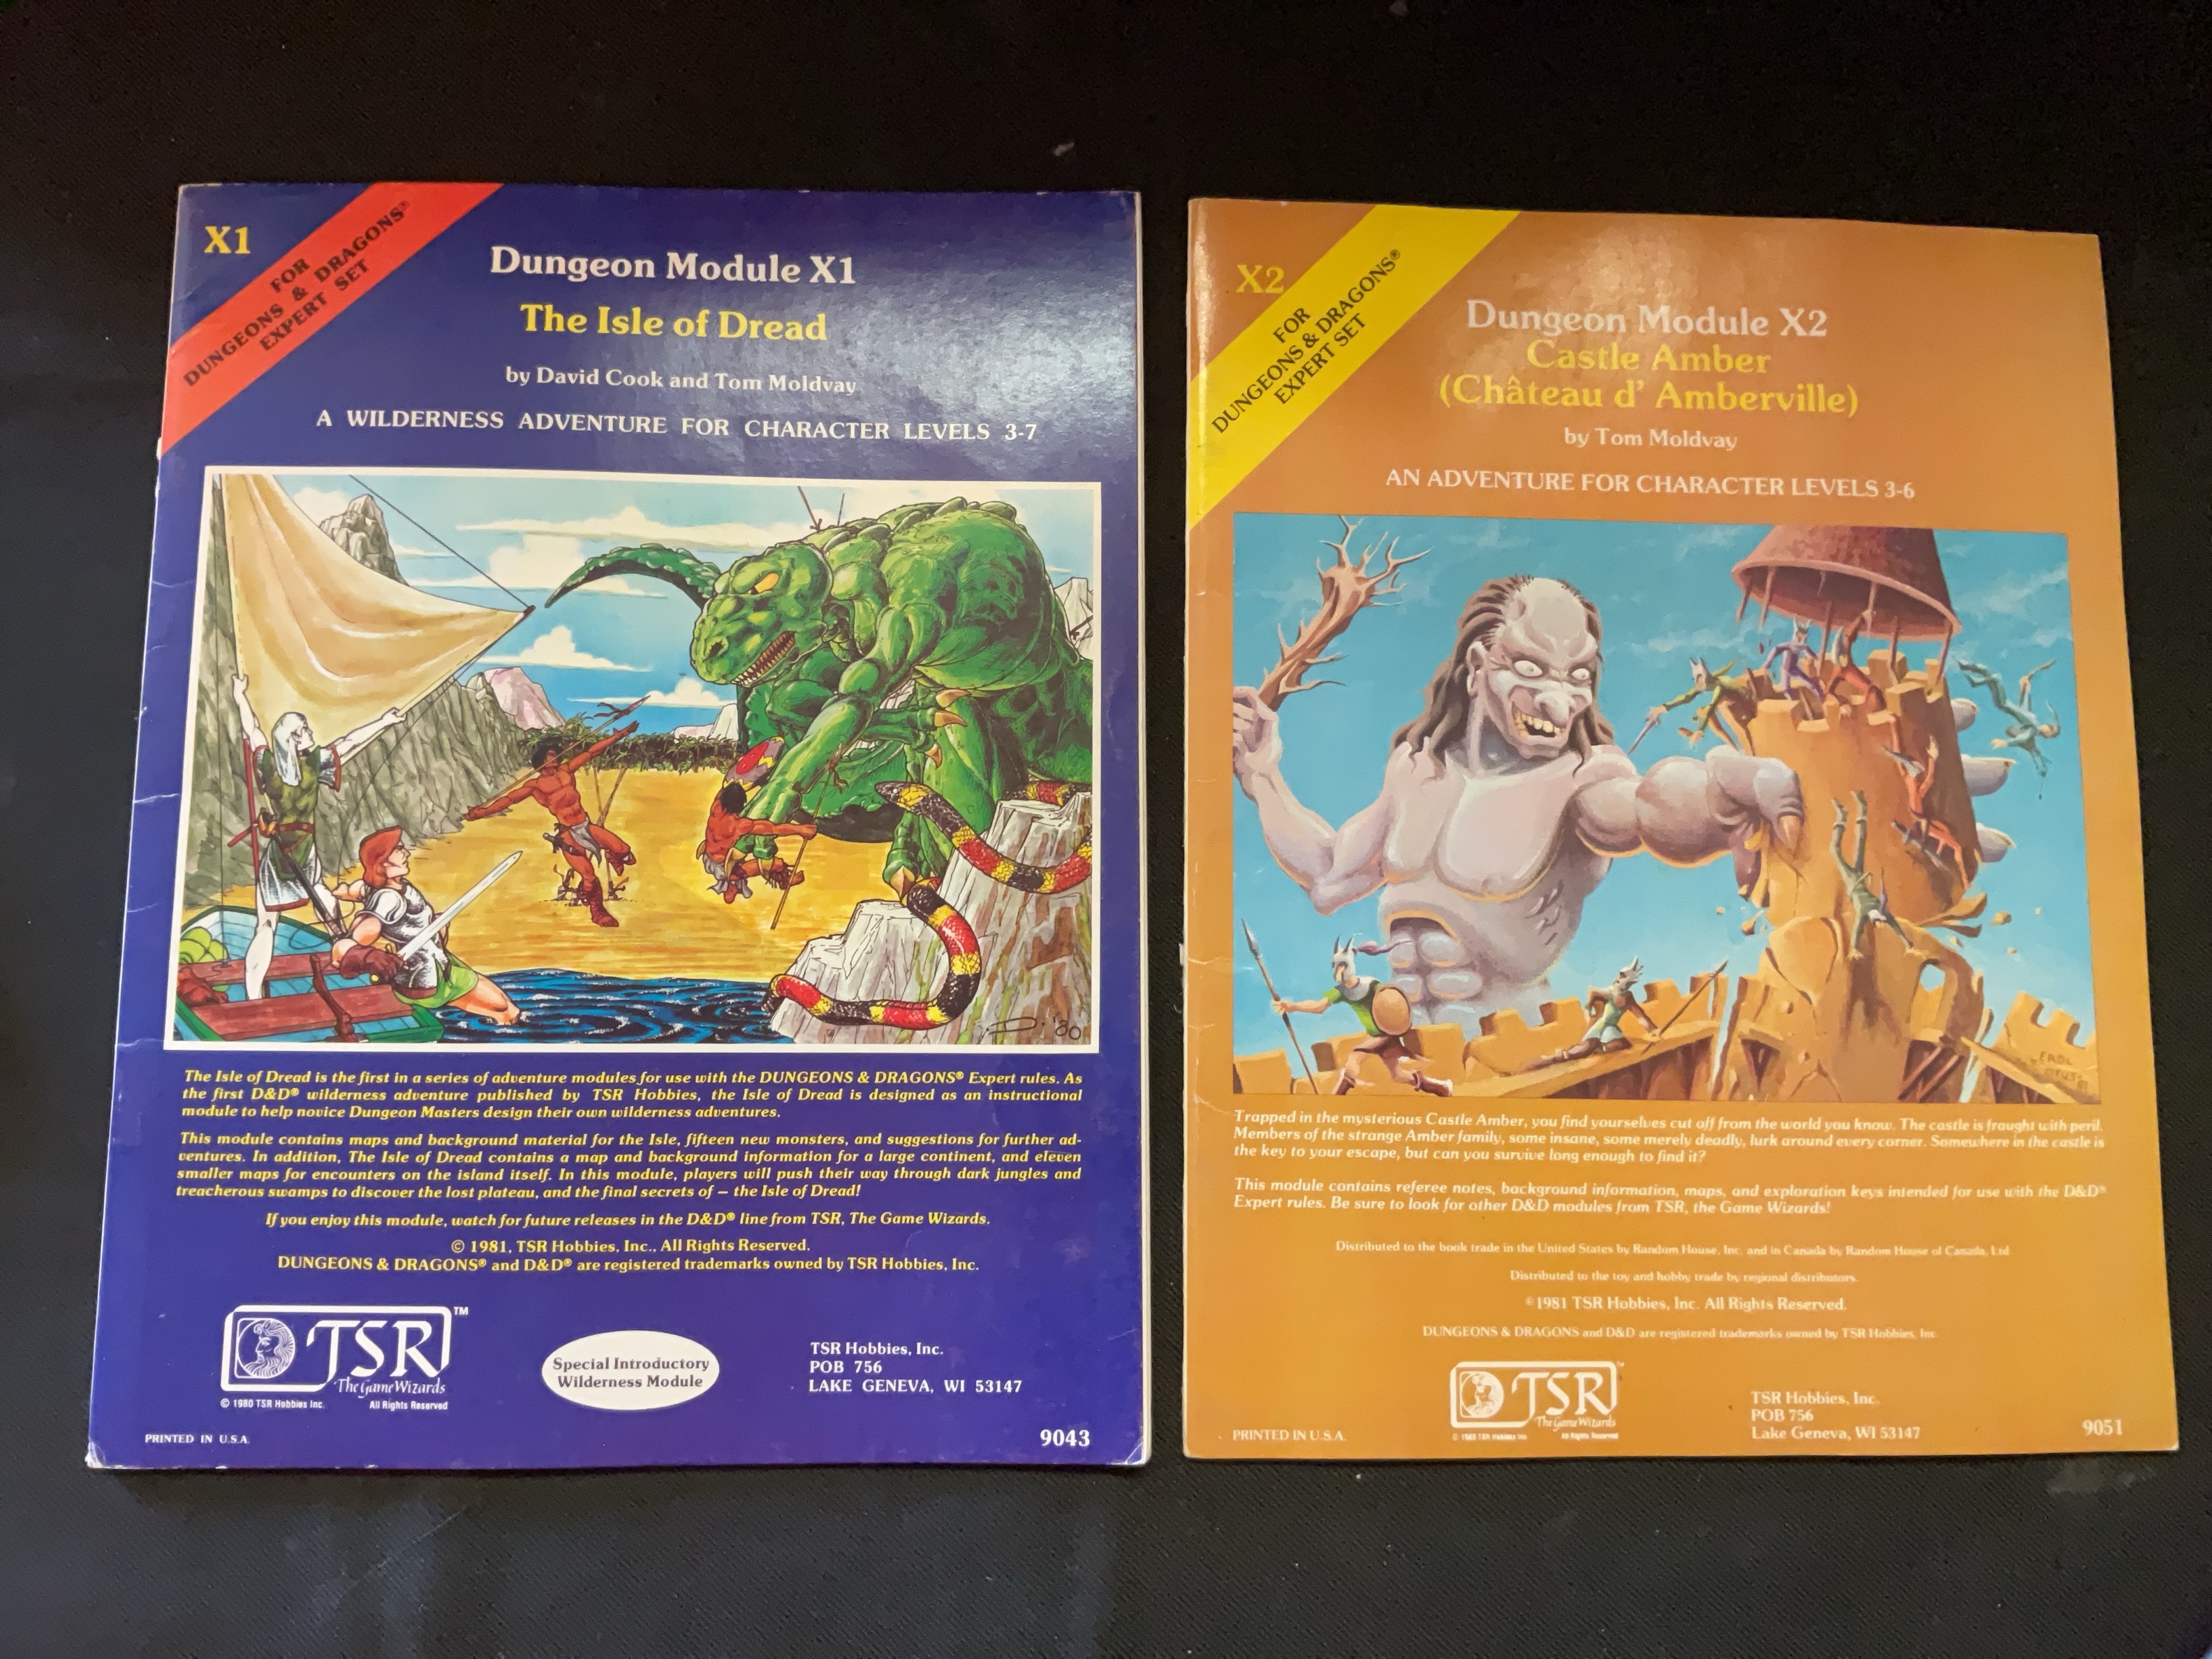 X1
FOR
DUNGEONS & DRAGONS®
EXPERT SET
Dungeon Module X1
The Isle of Dread
by David Cook and Tom Moldvay
A WILDERNESS ADVENTURE FOR CHARACTER LEVELS 3-7
D. '80
The Isle of Dread is the first in a series of adventure modules for use with the DUNGEONS & DRAGONS® Expert rules. As
the first D&D® wilderness adventure published by TSR Hobbies, the Isle of Dread is designed as an instructional
module to help novice Dungeon Masters design their own wilderness adventures.
This module contains maps and background material for the Isle, fifteen new monsters, and suggestions for further ad-
ventures. In addition, The Isle of Dread contains a map and background information for a large continent, and eleven
smaller maps for encounters on the island itself. In this module, players will push their way through dark jungles and
treacherous swamps to discover the lost plateau, and the final secrets of — the Isle of Dread!
If you enjoy this module, watch for future releases in the D&D® line from TSR, The Game Wizards.
© 1981, TSR Hobbies, Inc., All Rights Reserved.
DUNGEONS & DRAGONS® and D&D® are registered trademarks owned by TSR Hobbies, Inc.
TSR™
The Game Wizards
© 1980 TSR Hobbies Inc. All Rights Reserved
Special Introductory
Wilderness Module
TSR Hobbies, Inc.
POB 756
LAKE GENEVA, WI 53147
PRINTED IN U.S.A.
9043
X2
FOR
DUNGEONS & DRAGONS®
EXPERT SET
Dungeon Module X2
Castle Amber
(Château d' Amberville)
by Tom Moldvay
AN ADVENTURE FOR CHARACTER LEVELS 3-6
EROL
OTUS 81
Trapped in the mysterious Castle Amber, you find yourselves cut off from the world you know. The castle is fraught with peril.
Members of the strange Amber family, some insane, some merely deadly, lurk around every corner. Somewhere in the castle is
the key to your escape, but can you survive long enough to find it?
This module contains referee notes, background information, maps, and exploration keys intended for use with the D&D®
Expert rules. Be sure to look for other D&D modules from TSR, the Game Wizards!
Distributed to the book trade in the United States by Random House, Inc. and in Canada by Random House of Canada, Ltd.
Distributed to the toy and hobby trade by regional distributors.
©1981 TSR Hobbies, Inc. All Rights Reserved.
DUNGEONS & DRAGONS and D&D are registered trademarks owned by TSR Hobbies, Inc.
TSR™
The Game Wizards
TSR Hobbies Inc. All Rights Reserved
TSR Hobbies, Inc.
POB 756
Lake Geneva, WI 53147
PRINTED IN U.S.A.
9051